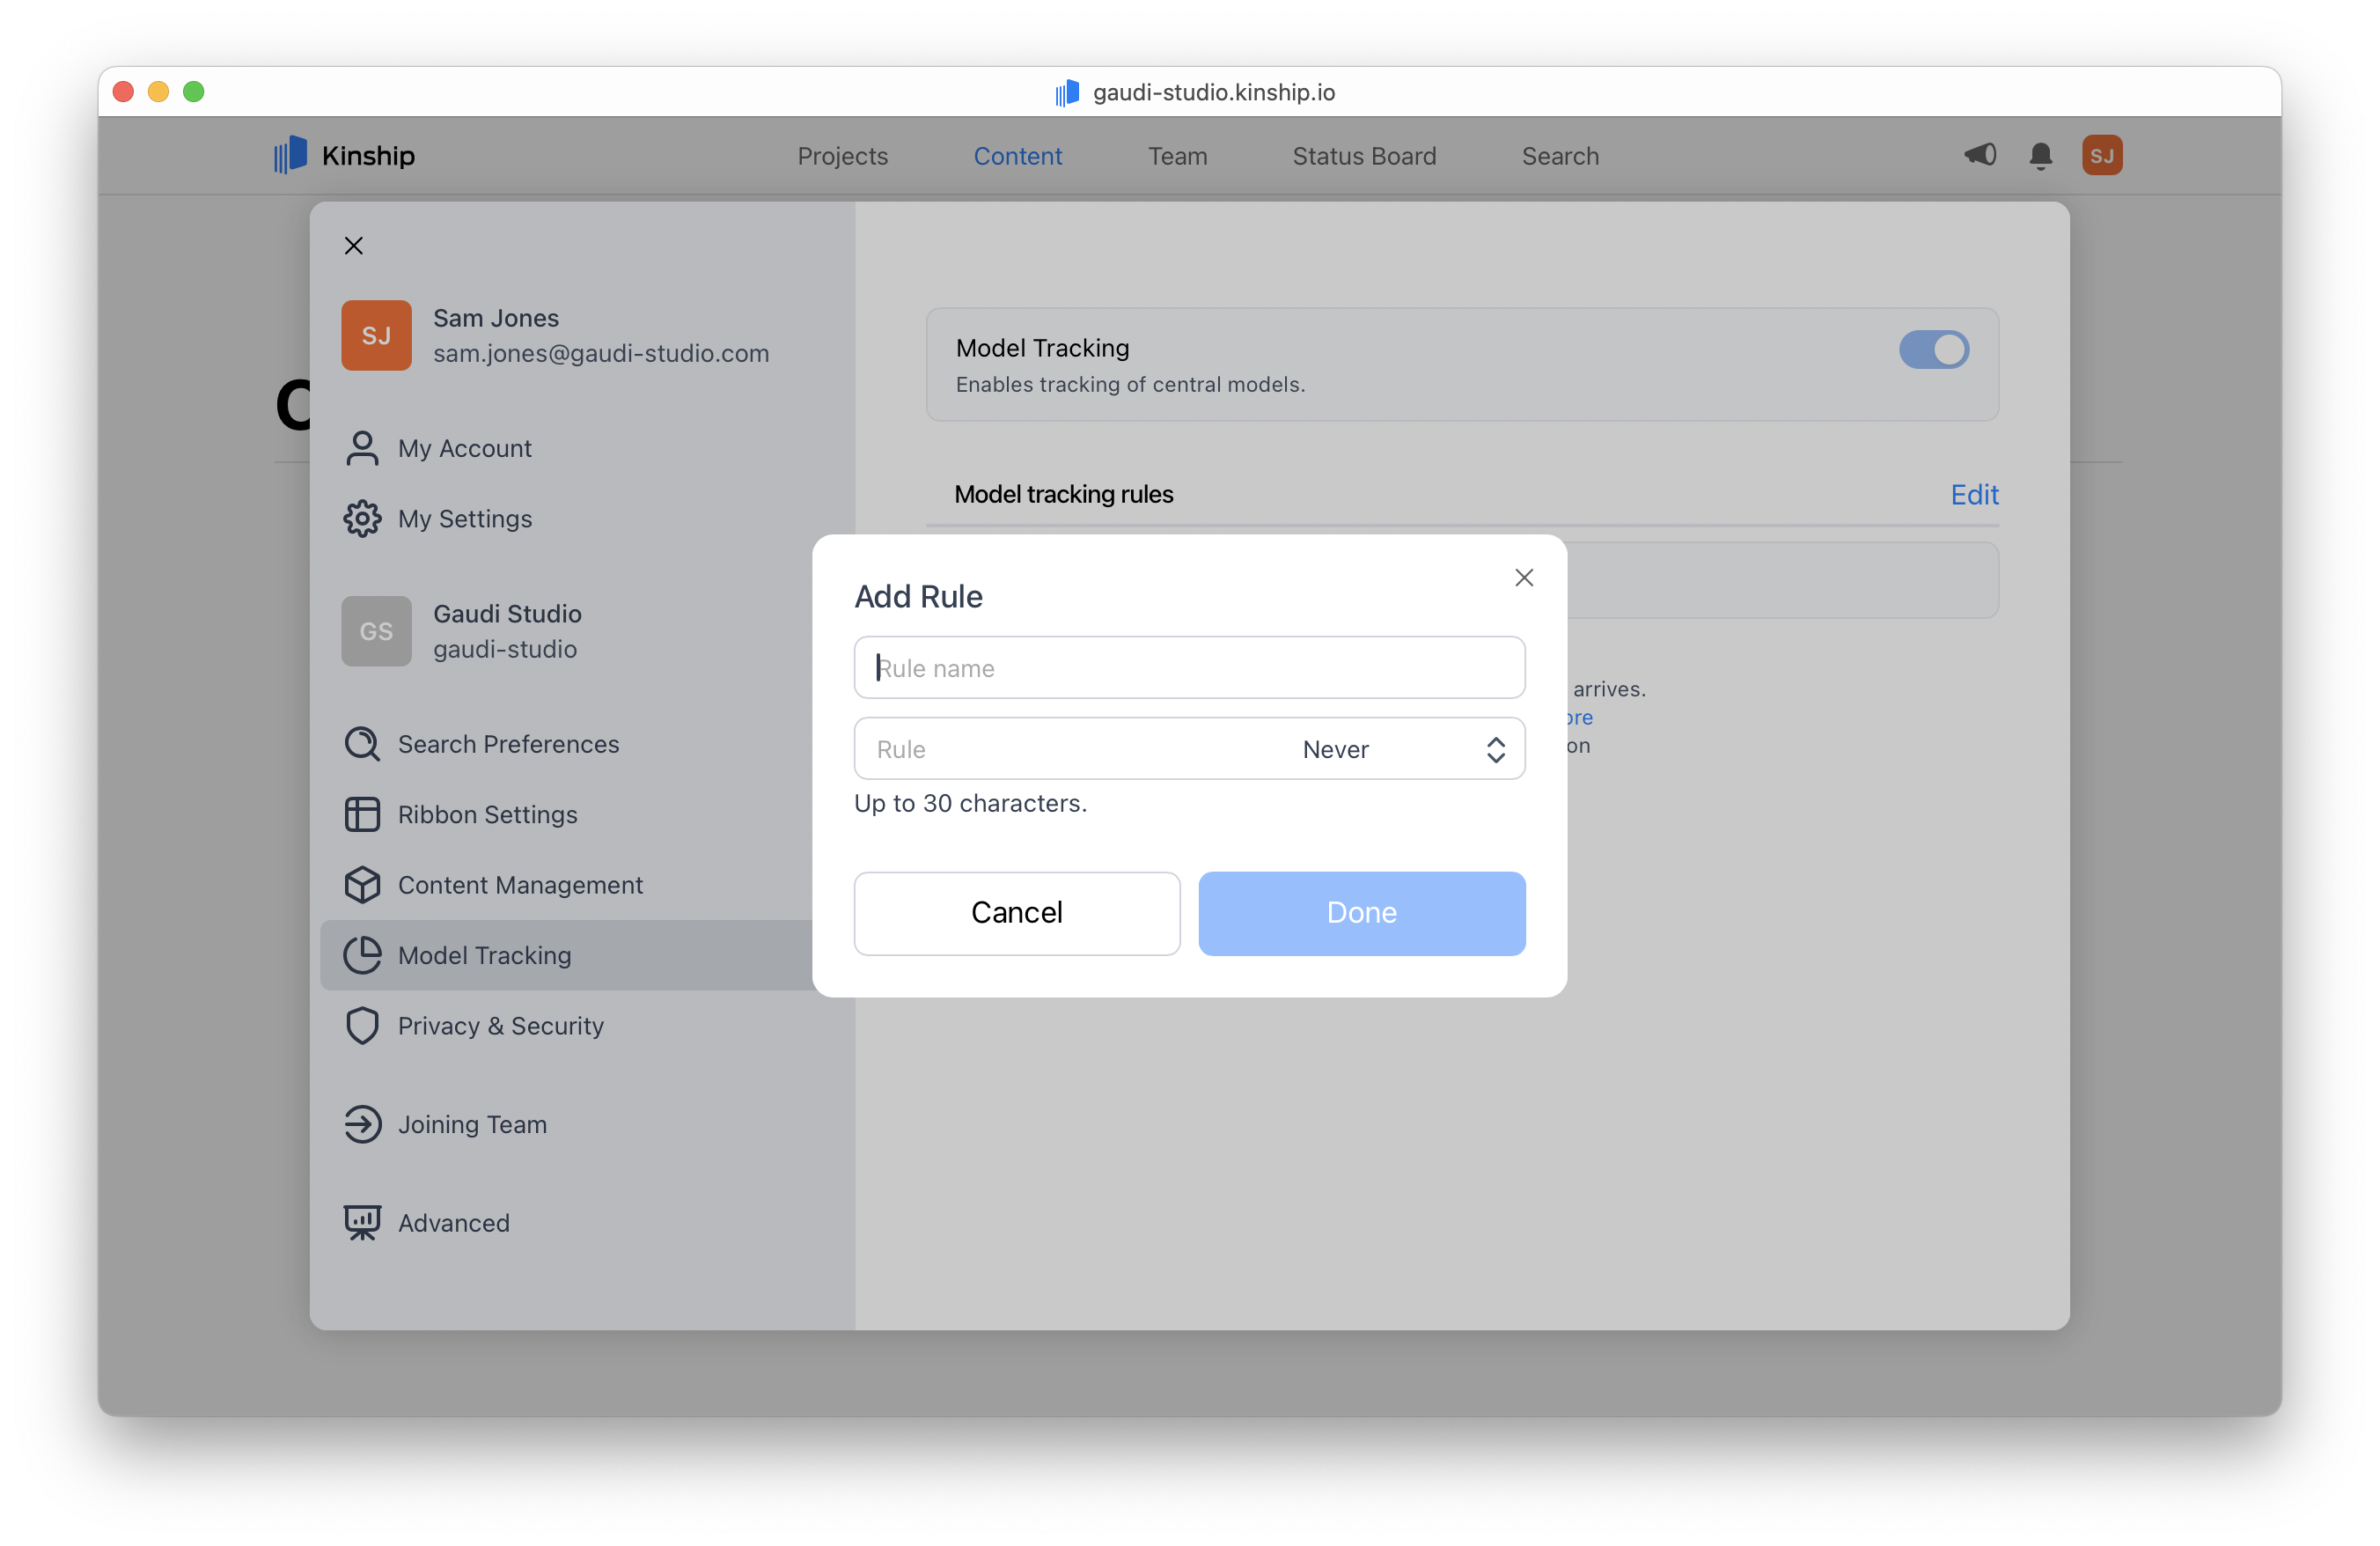 gaudi-studio.kinship.io
Kinship
Projects
Content
Team
Status Board
Search
SJ
SJ
Sam Jones
sam.jones@gaudi-studio.com
My Account
My Settings
GS
Gaudi Studio
gaudi-studio
Search Preferences
Ribbon Settings
Content Management
Model Tracking
Privacy & Security
Joining Team
Advanced
Model Tracking
Enables tracking of central models.
Model tracking rules
Edit
arrives.
on
Add Rule
Rule name
Rule
Never
Up to 30 characters.
Cancel
Done